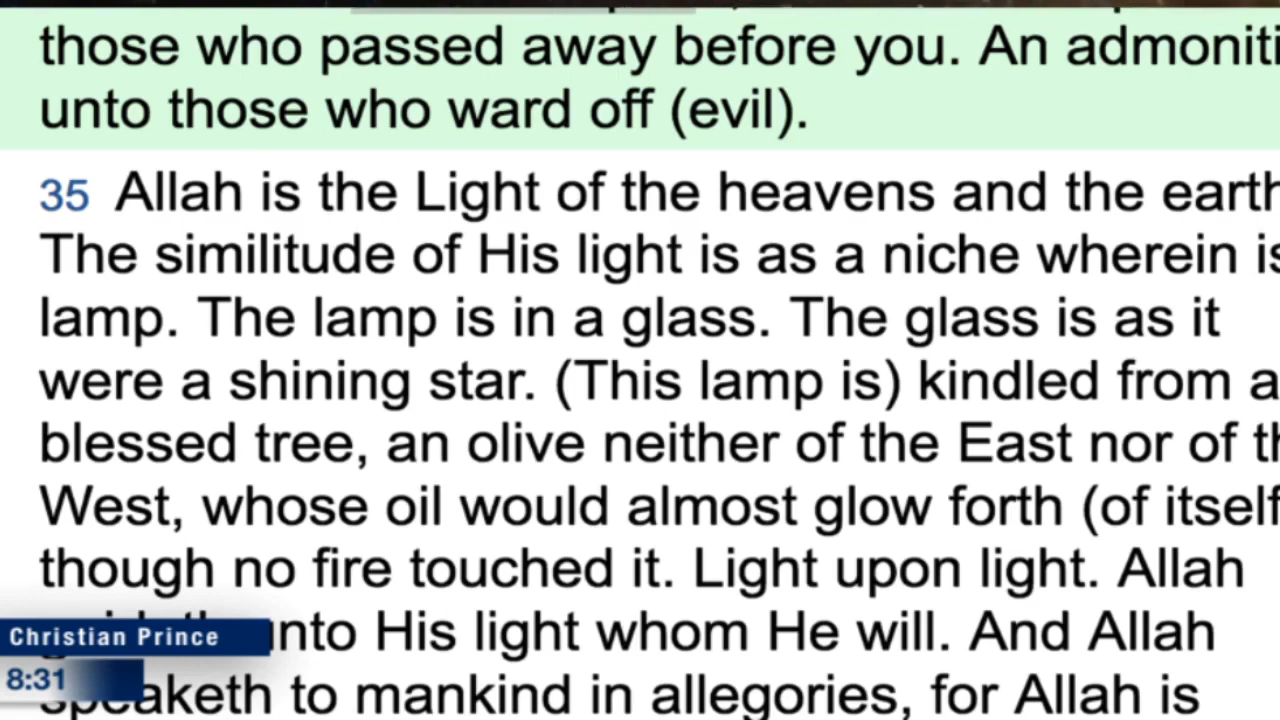 those who passed away before you. An
unto those who ward off (evil).
35 Allah is the Light of the heavens and the
The similitude of His light is as a niche wherein
lamp. The lamp is in a glass. The glass is as it
were a shining star. (This lamp is) kindled from a
blessed tree, an olive neither of the East nor of
West, whose oil would almost glow forth (of itself
though no fire touched it. Light upon light. Allah
unto His light whom He will. And Allah
Christian Prince
8:31
speaketh to mankind in allegories, for Allah is